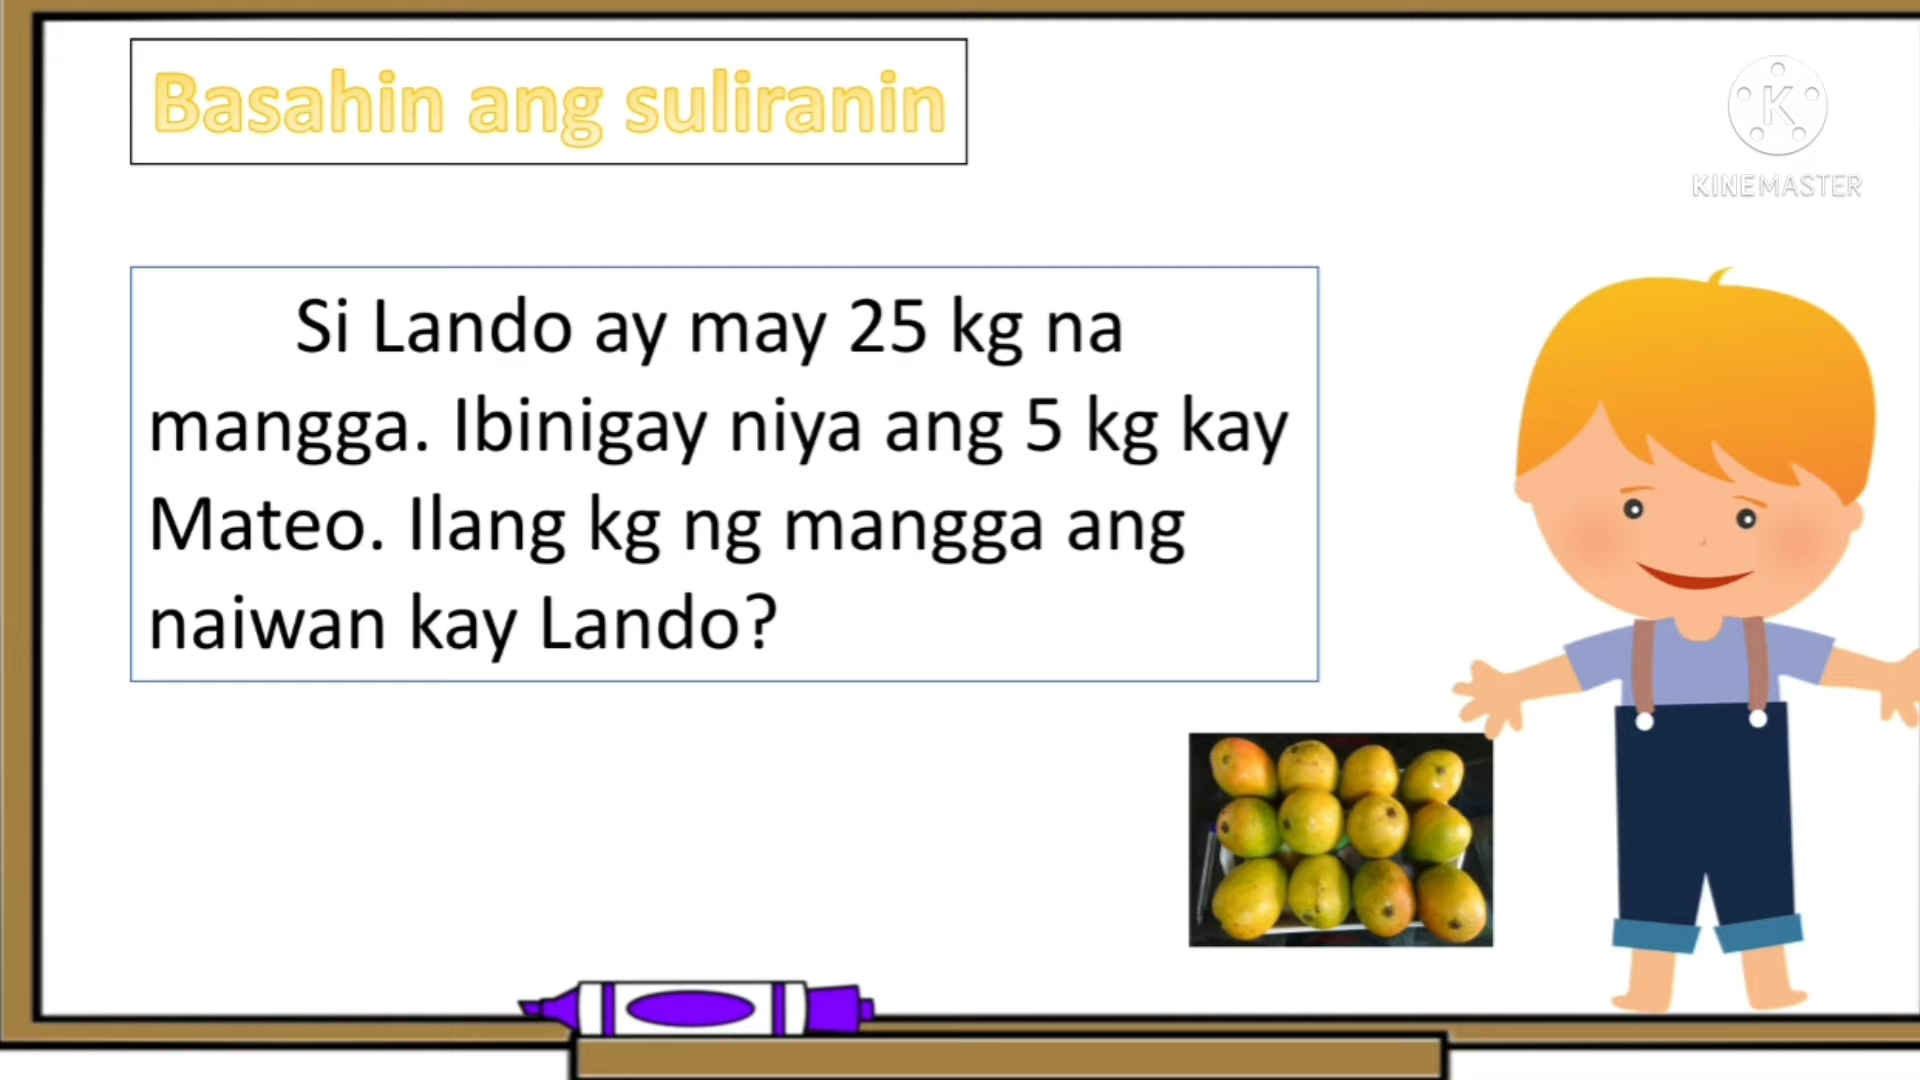 Basahin ang suliranin
K
KINEMASTER
Si Lando ay may 25 kg na
mangga. Ibinigay niya ang 5 kg kay
Mateo. Ilang kg ng mangga ang
naiwan kay Lando?